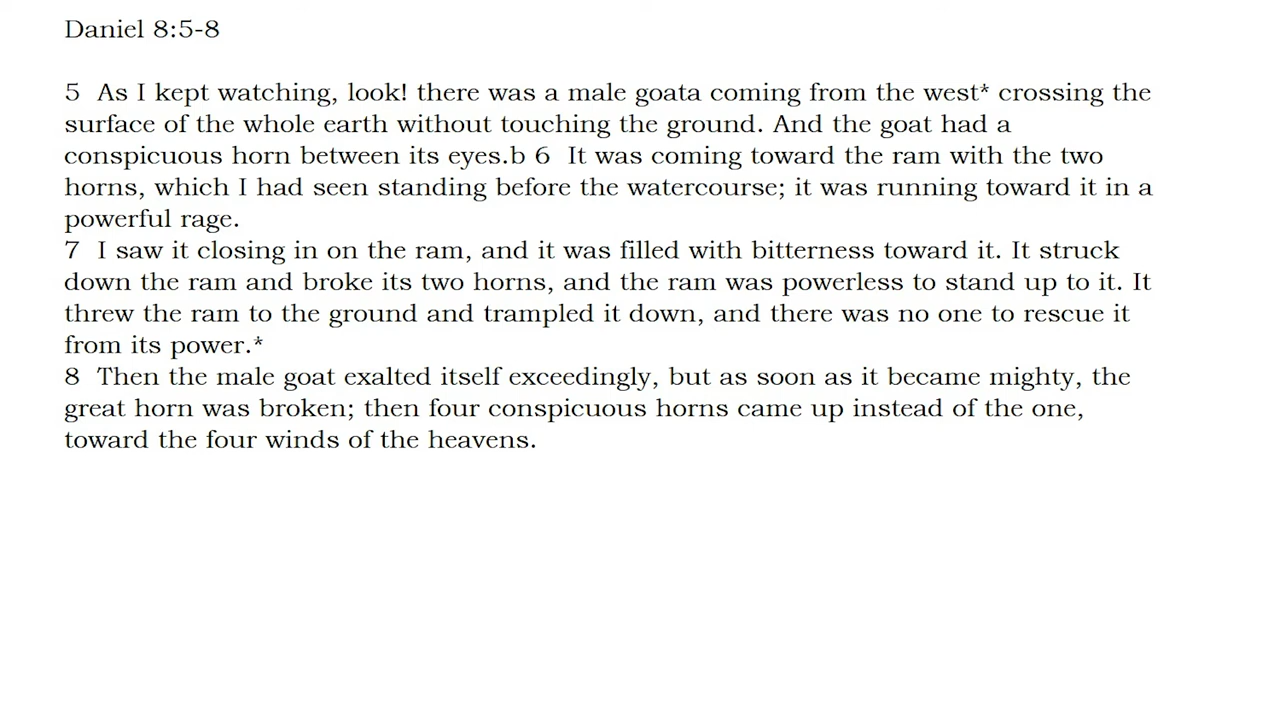 Daniel 8:5-8
5 As I kept watching, look! there was a male goata coming from the west* crossing the
surface of the whole earth without touching the ground. And the goat had a
conspicuous horn between its eyes.b 6 It was coming toward the ram with the two
horns, which I had seen standing before the watercourse; it was running toward it in a
powerful rage.
7 I saw it closing in on the ram, and it was filled with bitterness toward it. It struck
down the ram and broke its two horns, and the ram was powerless to stand up to it. It
threw the ram to the ground and trampled it down, and there was no one to rescue it
from its power.*
8 Then the male goat exalted itself exceedingly, but as soon as it became mighty, the
great horn was broken; then four conspicuous horns came up instead of the one,
toward the four winds of the heavens.